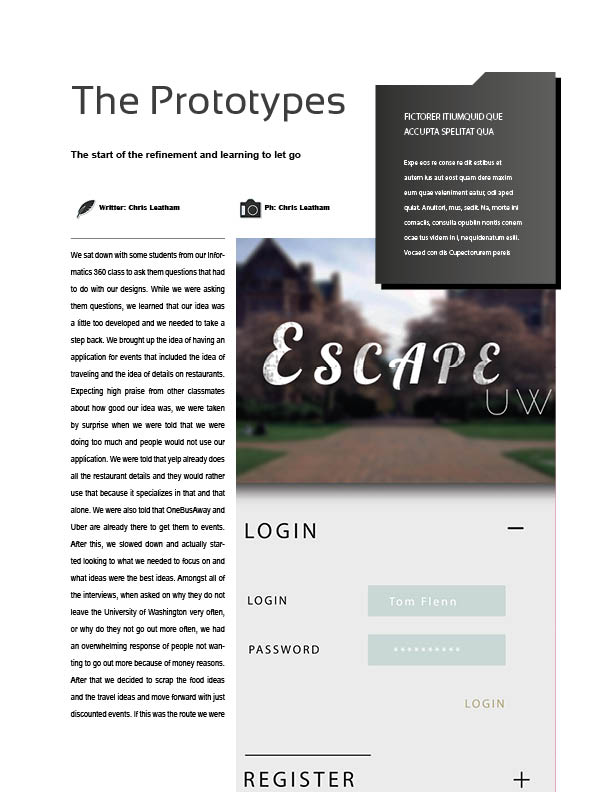 The Prototypes
The start of the refinement and learning to let go
Writter: Chris Leatham
Ph: Chris Leatham
FICTORER ITIUMQUID QUE
ACCUPTA SPELITAT QUA
Expe eos re conse re dit estibus et
autem ius aut eost quam dere maxim
eum quae veleniment eatur, odi aped
quiat. Anuitori, mus, sedit. Na, morte ini
comaciis, consulla opublin nontis conem
ocae tus videm in i, nequidenatum esili.
Vocaed con dis Cupectorurem pereis
We sat down with some students from our Infor-
matics 360 class to ask them questions that had
to do with our designs. While we were asking
them questions, we learned that our idea was
a little too developed and we needed to take a
step back. We brought up the idea of having an
application for events that included the idea of
traveling and the idea of details on restaurants.
Expecting high praise from other classmates
about how good our idea was, we were taken
by surprise when we were told that we were
doing too much and people would not use our
application. We were told that yelp already does
all the restaurant details and they would rather
use that because it specializes in that and that
alone. We were also told that OneBusAway and
Uber are already there to get them to events.
After this, we slowed down and actually star-
ted looking to what we needed to focus on and
what ideas were the best ideas. Amongst all of
the interviews, when asked on why they do not
leave the University of Washington very often,
or why do they not go out more often, we had
an overwhelming response of people not wan-
ting to go out more because of money reasons.
After that we decided to scrap the food ideas
and the travel ideas and move forward with just
discounted events. If this was the route we were
ESCAPE
UW
LOGIN
LOGIN
Tom Flenn
PASSWORD
**********
LOGIN
REGISTER